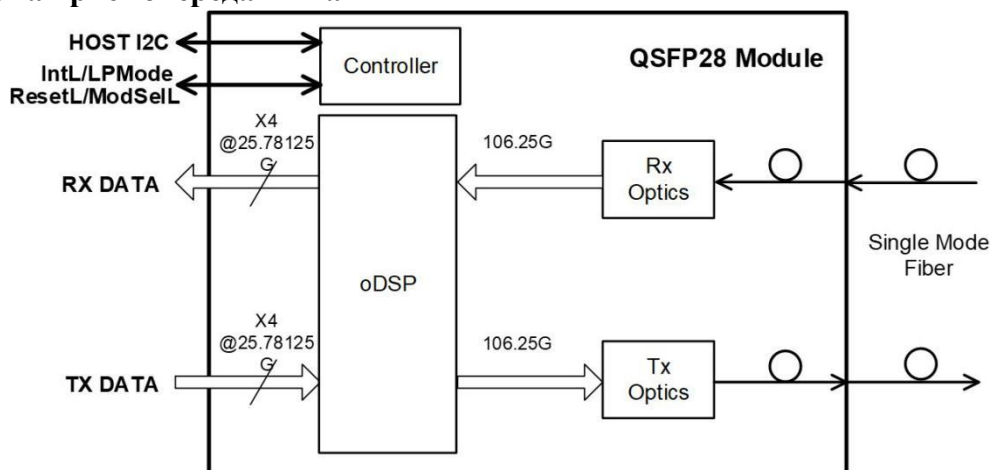 HOST I2C
IntL/LPMode
ResetL/ModSelL
Controller
QSFP28 Module
X4
@25.78125
G
106.25G
RX DATA
Rx
Optics
Single Mode
Fiber
oDSP
X4
@25.78125
G
106.25G
TX DATA
Tx
Optics